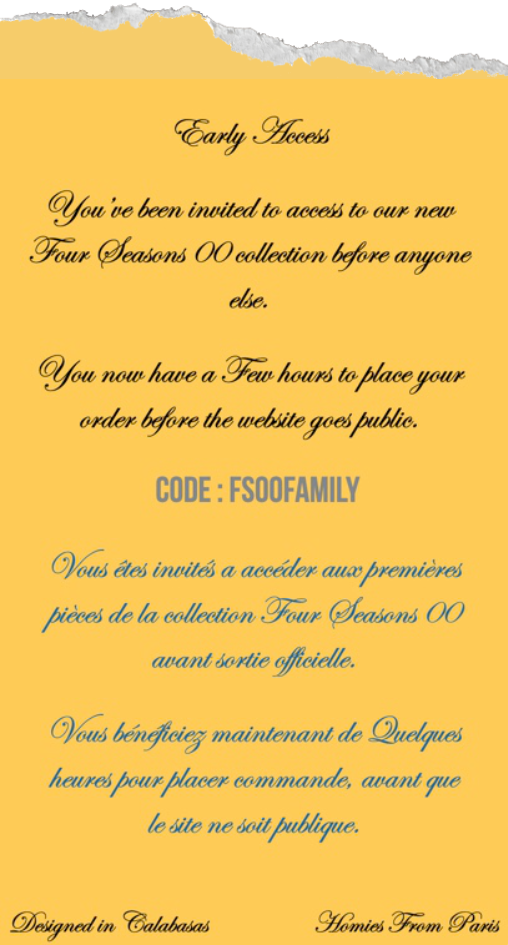 Early Access
You've been invited to access to our new
Four Seasons 00 collection before anyone
else.
You now have a Few hours to place your
order before the website goes public.
CODE : FS00FAMILY
Vous êtes invités a accéder aux premières
pièces de la collection Four Seasons 00
avant sortie officielle.
Vous bénéficiez maintenant de Quelques
heures pour placer commande, avant que
le site ne soit publique.
Designed in Calabasas
Homies From Paris